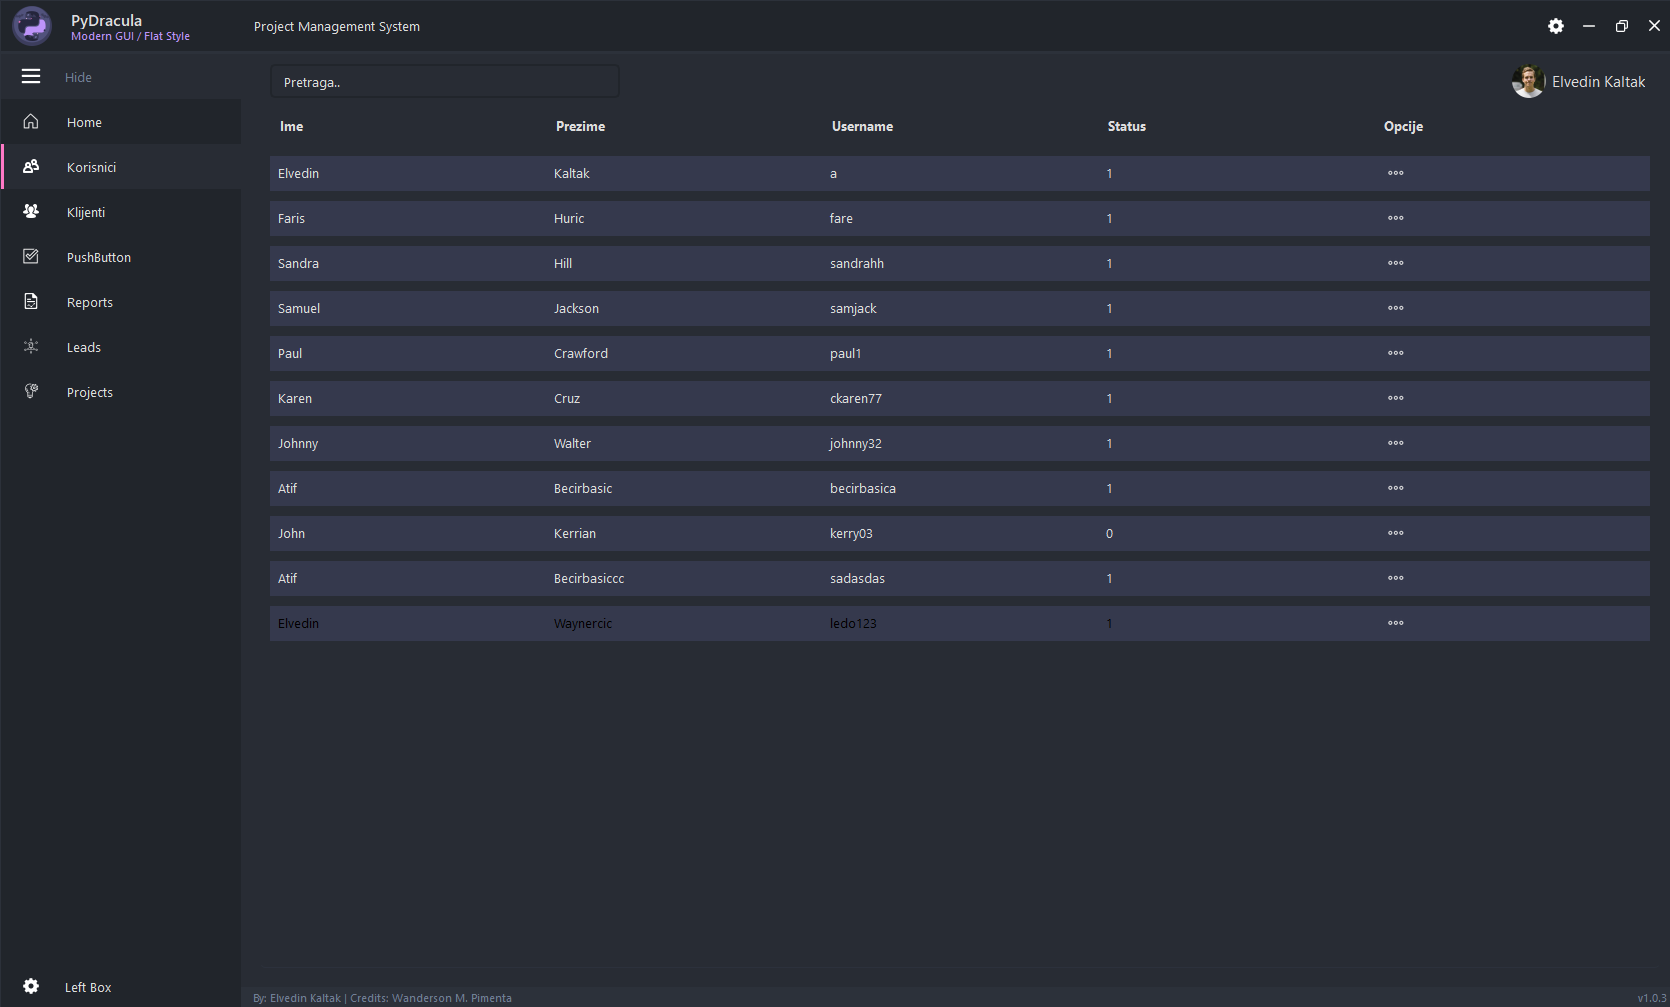 PyDracula
Modern GUI / Flat Style
Project Management System
Hide
Home
Korisnici
Klijenti
PushButton
Reports
Leads
Projects
Left Box
Pretraga..
Elvedin Kaltak
Ime Prezime Username Status Opcije
Elvedin Kaltak a 1
Faris Huric fare 1
Sandra Hill sandrahh 1
Samuel Jackson samjack 1
Paul Crawford paul1 1
Karen Cruz ckaren77 1
Johnny Walter johnny32 1
Atif Becirbasic becirbasica 1
John Kerrian kerry03 0
Atif Becirbasiccc sadasdas 1
Elvedin Waynercic ledo123 1
By: Elvedin Kaltak | Credits: Wanderson M. Pimenta
v1.0.3